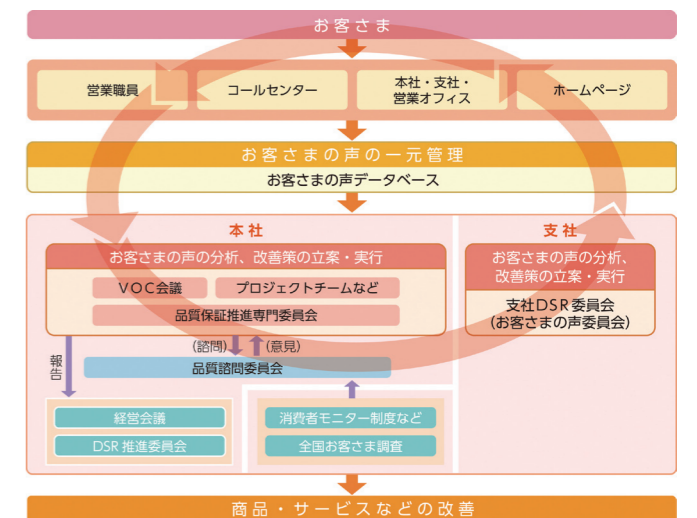 お客さま
営業職員
コールセンター
本社・支社・
営業オフィス
ホームページ
お客さまの声の一元管理
お客さまの声データベース
本社
お客さまの声の分析、改善策の立案・実行
VOC会議
プロジェクトチームなど
品質保証推進専門委員会
(諮問)
(意見)
品質諮問委員会
報告
経営会議
DSR推進委員会
消費者モニター制度など
全国お客さま調査
支社
お客さまの声の分析、
改善策の立案・実行
支社DSR委員会
(お客さまの声委員会)
商品・サービスなどの改善